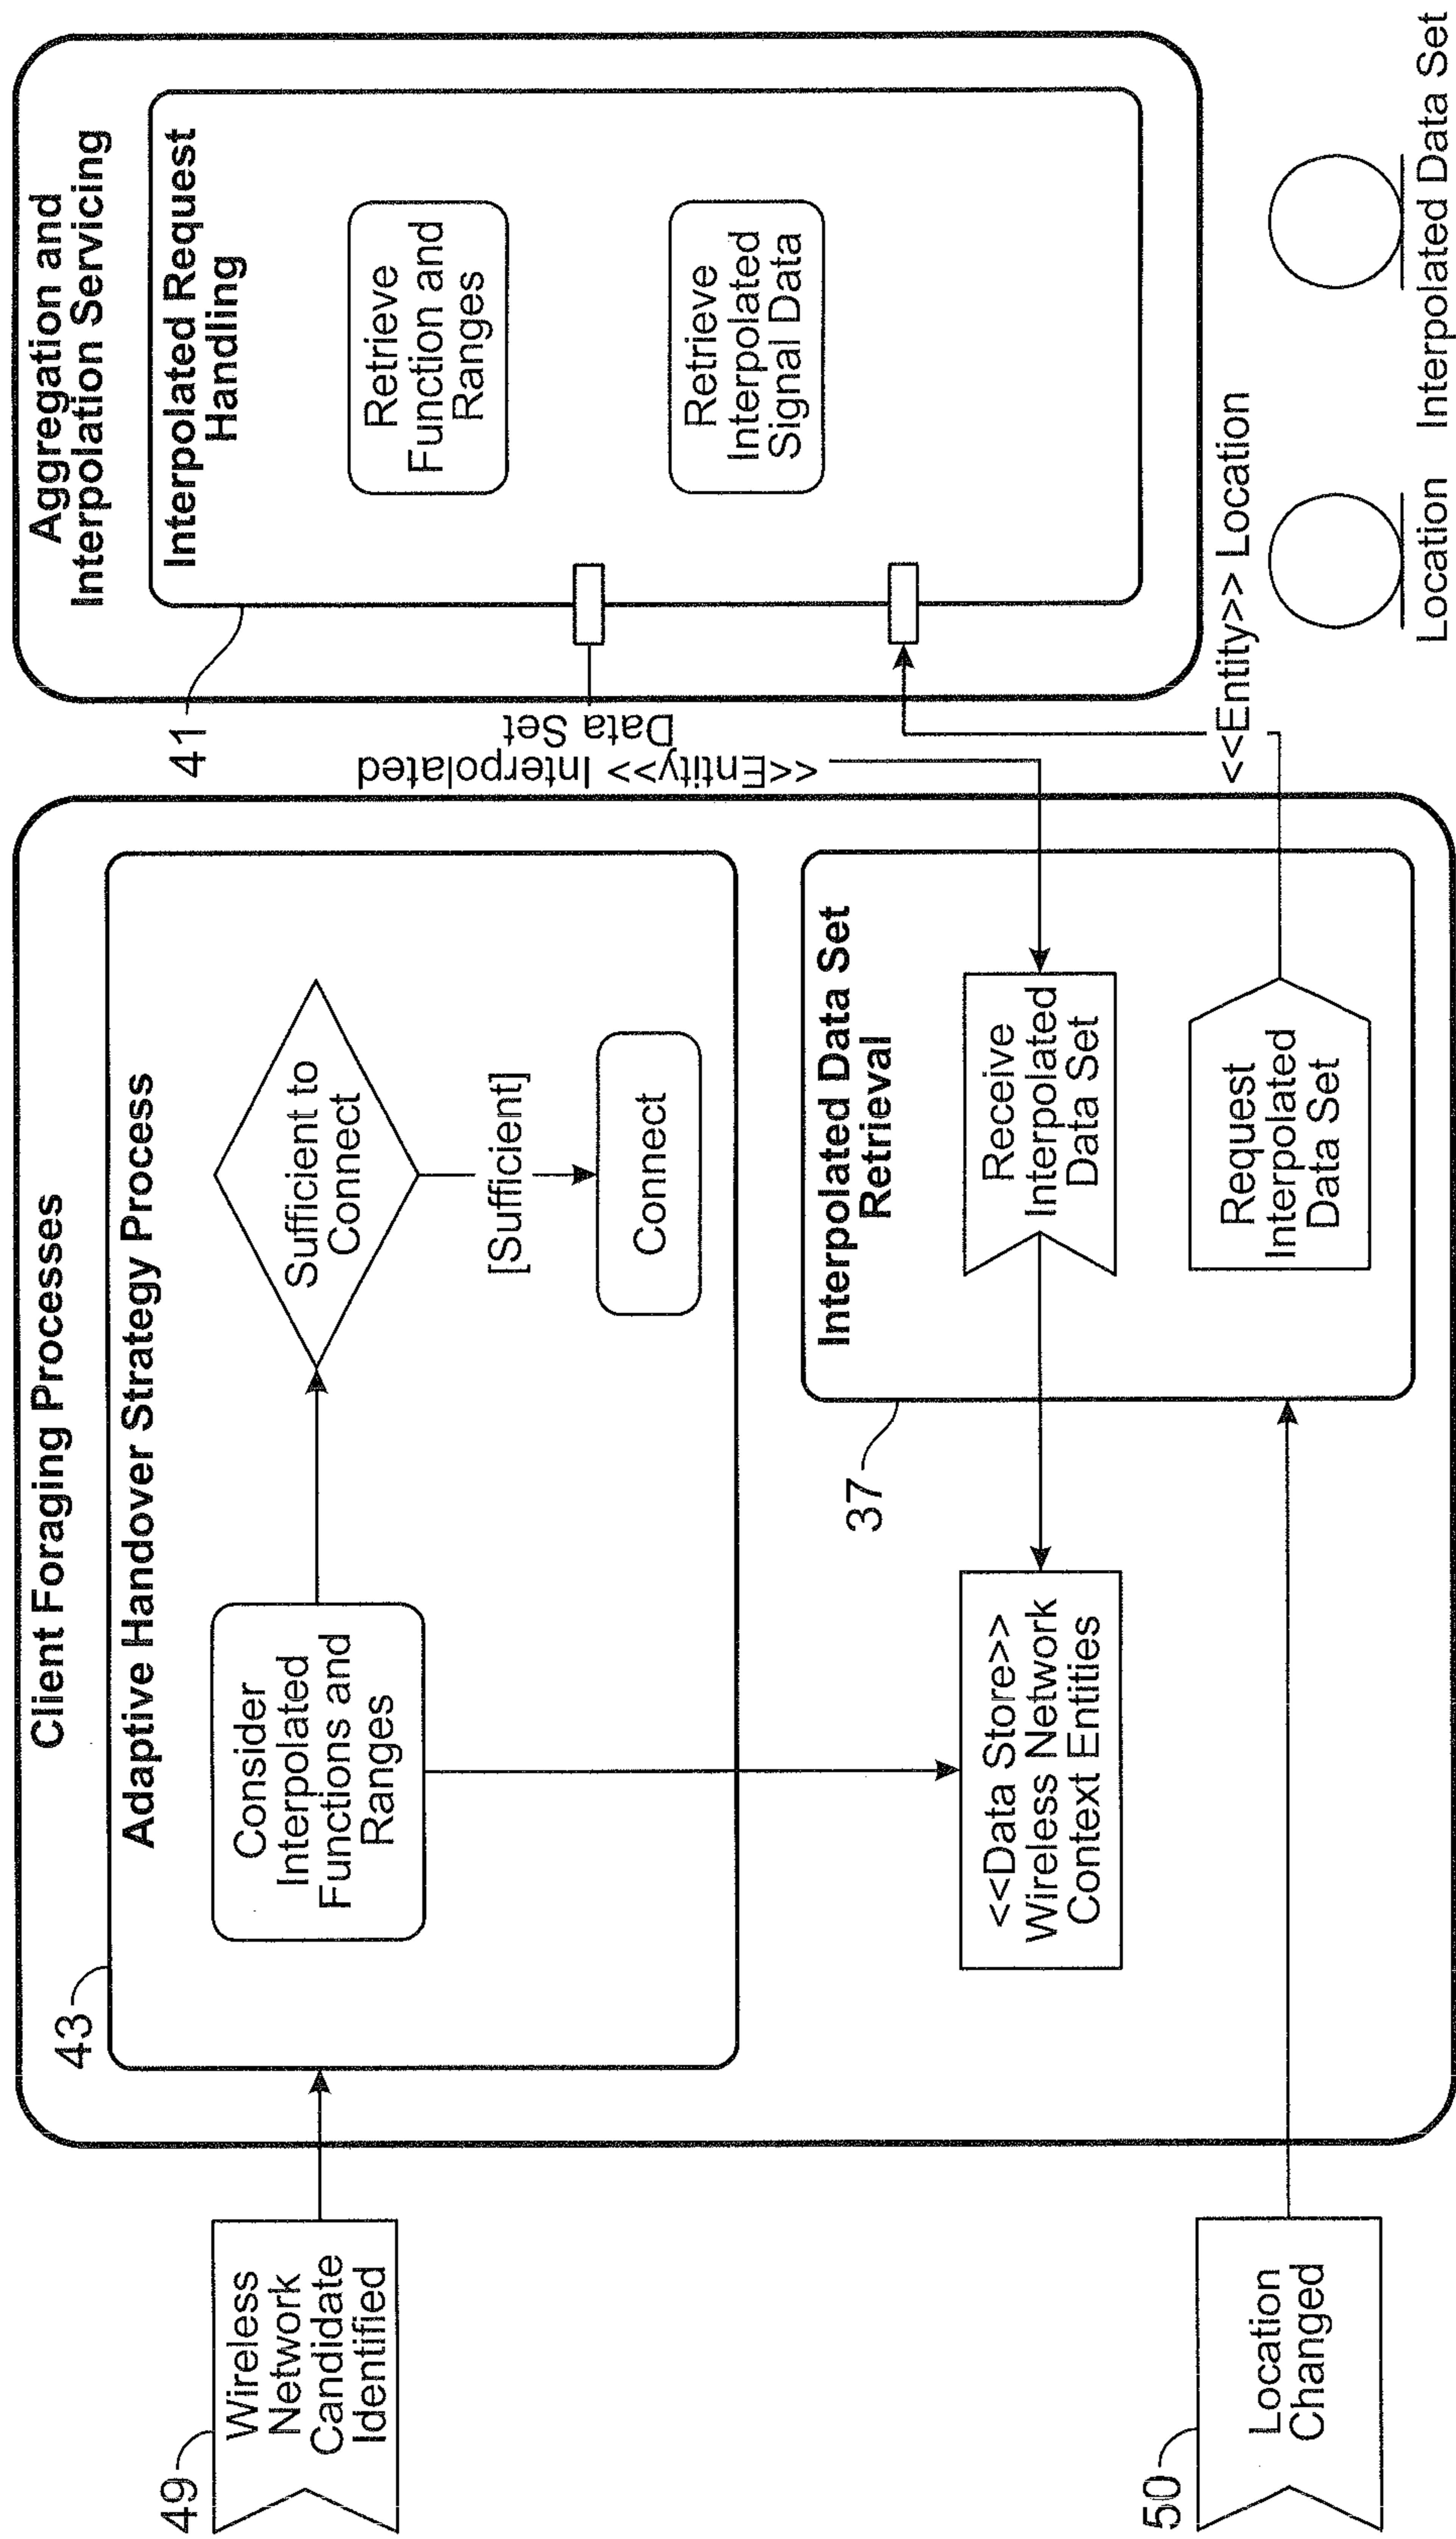 Client Foraging Processes
43
Adaptive Handover Strategy Process
49
Wireless
Network
Candidate
Identified
Consider
Interpolated
Functions and
Ranges
Sufficient to
Connect
[Sufficient]
Connect
<<Data Store>>
Wireless Network
Context Entities
37
Interpolated Data Set
Retrieval
Receive
Interpolated
Data Set
Request
Interpolated
Data Set
50
Location
Changed
Aggregation and
Interpolation Servicing
41
Interpolated Request
Handling
Retrieve
Function and
Ranges
Retrieve
Interpolated
Signal Data
<<Entity>> Interpolated
Data Set
<<Entity>> Location
Location
Interpolated Data Set